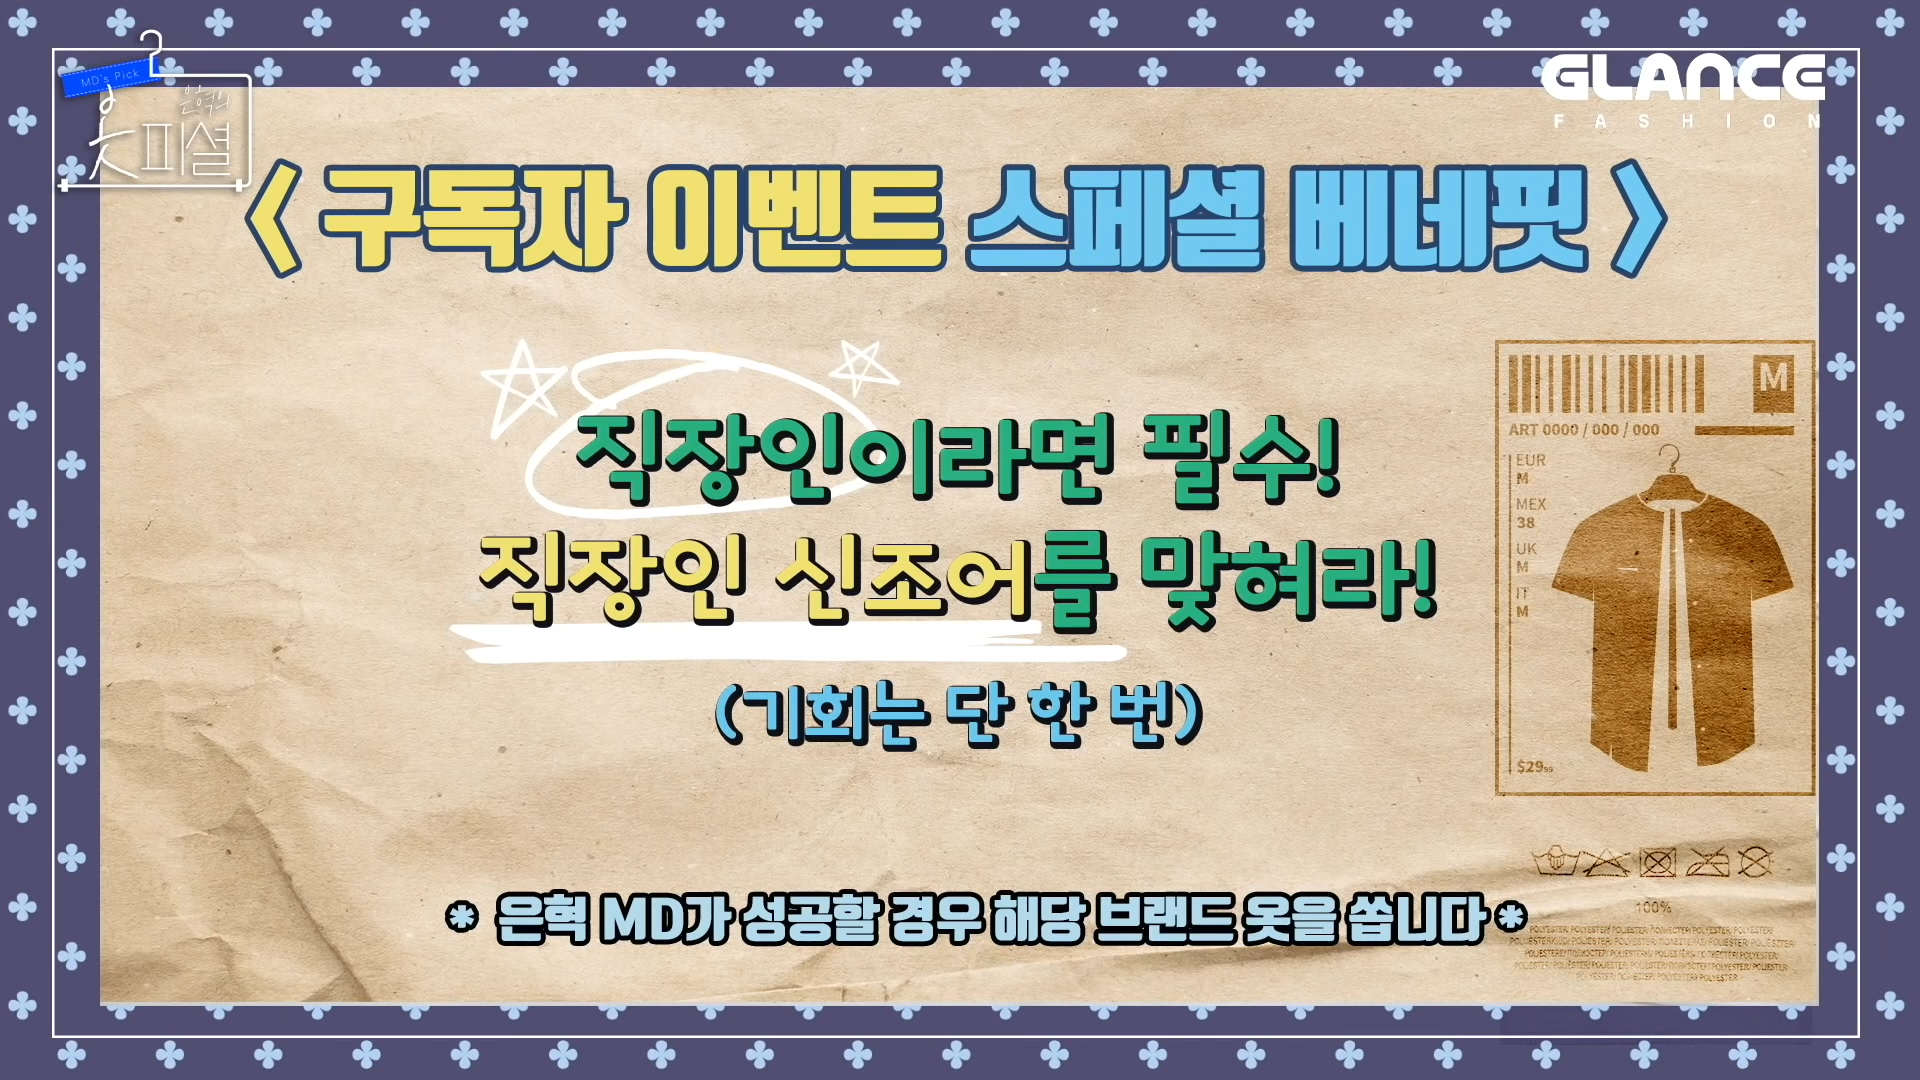 MD's Pick
은혁의
옷피셜
GLANCE
FASHION
< 구독자 이벤트 스페셜 베네핏 >
직장인이라면 필수!
직장인 신조어를 맞혀라!
(기회는 단 한 번)
* 은혁 MD가 성공할 경우 해당 브랜드 옷을 쏩니다 *
M
ART 0000 / 000 / 000
EUR
M
MEX
38
UK
M
IT
M
$29.99
100%